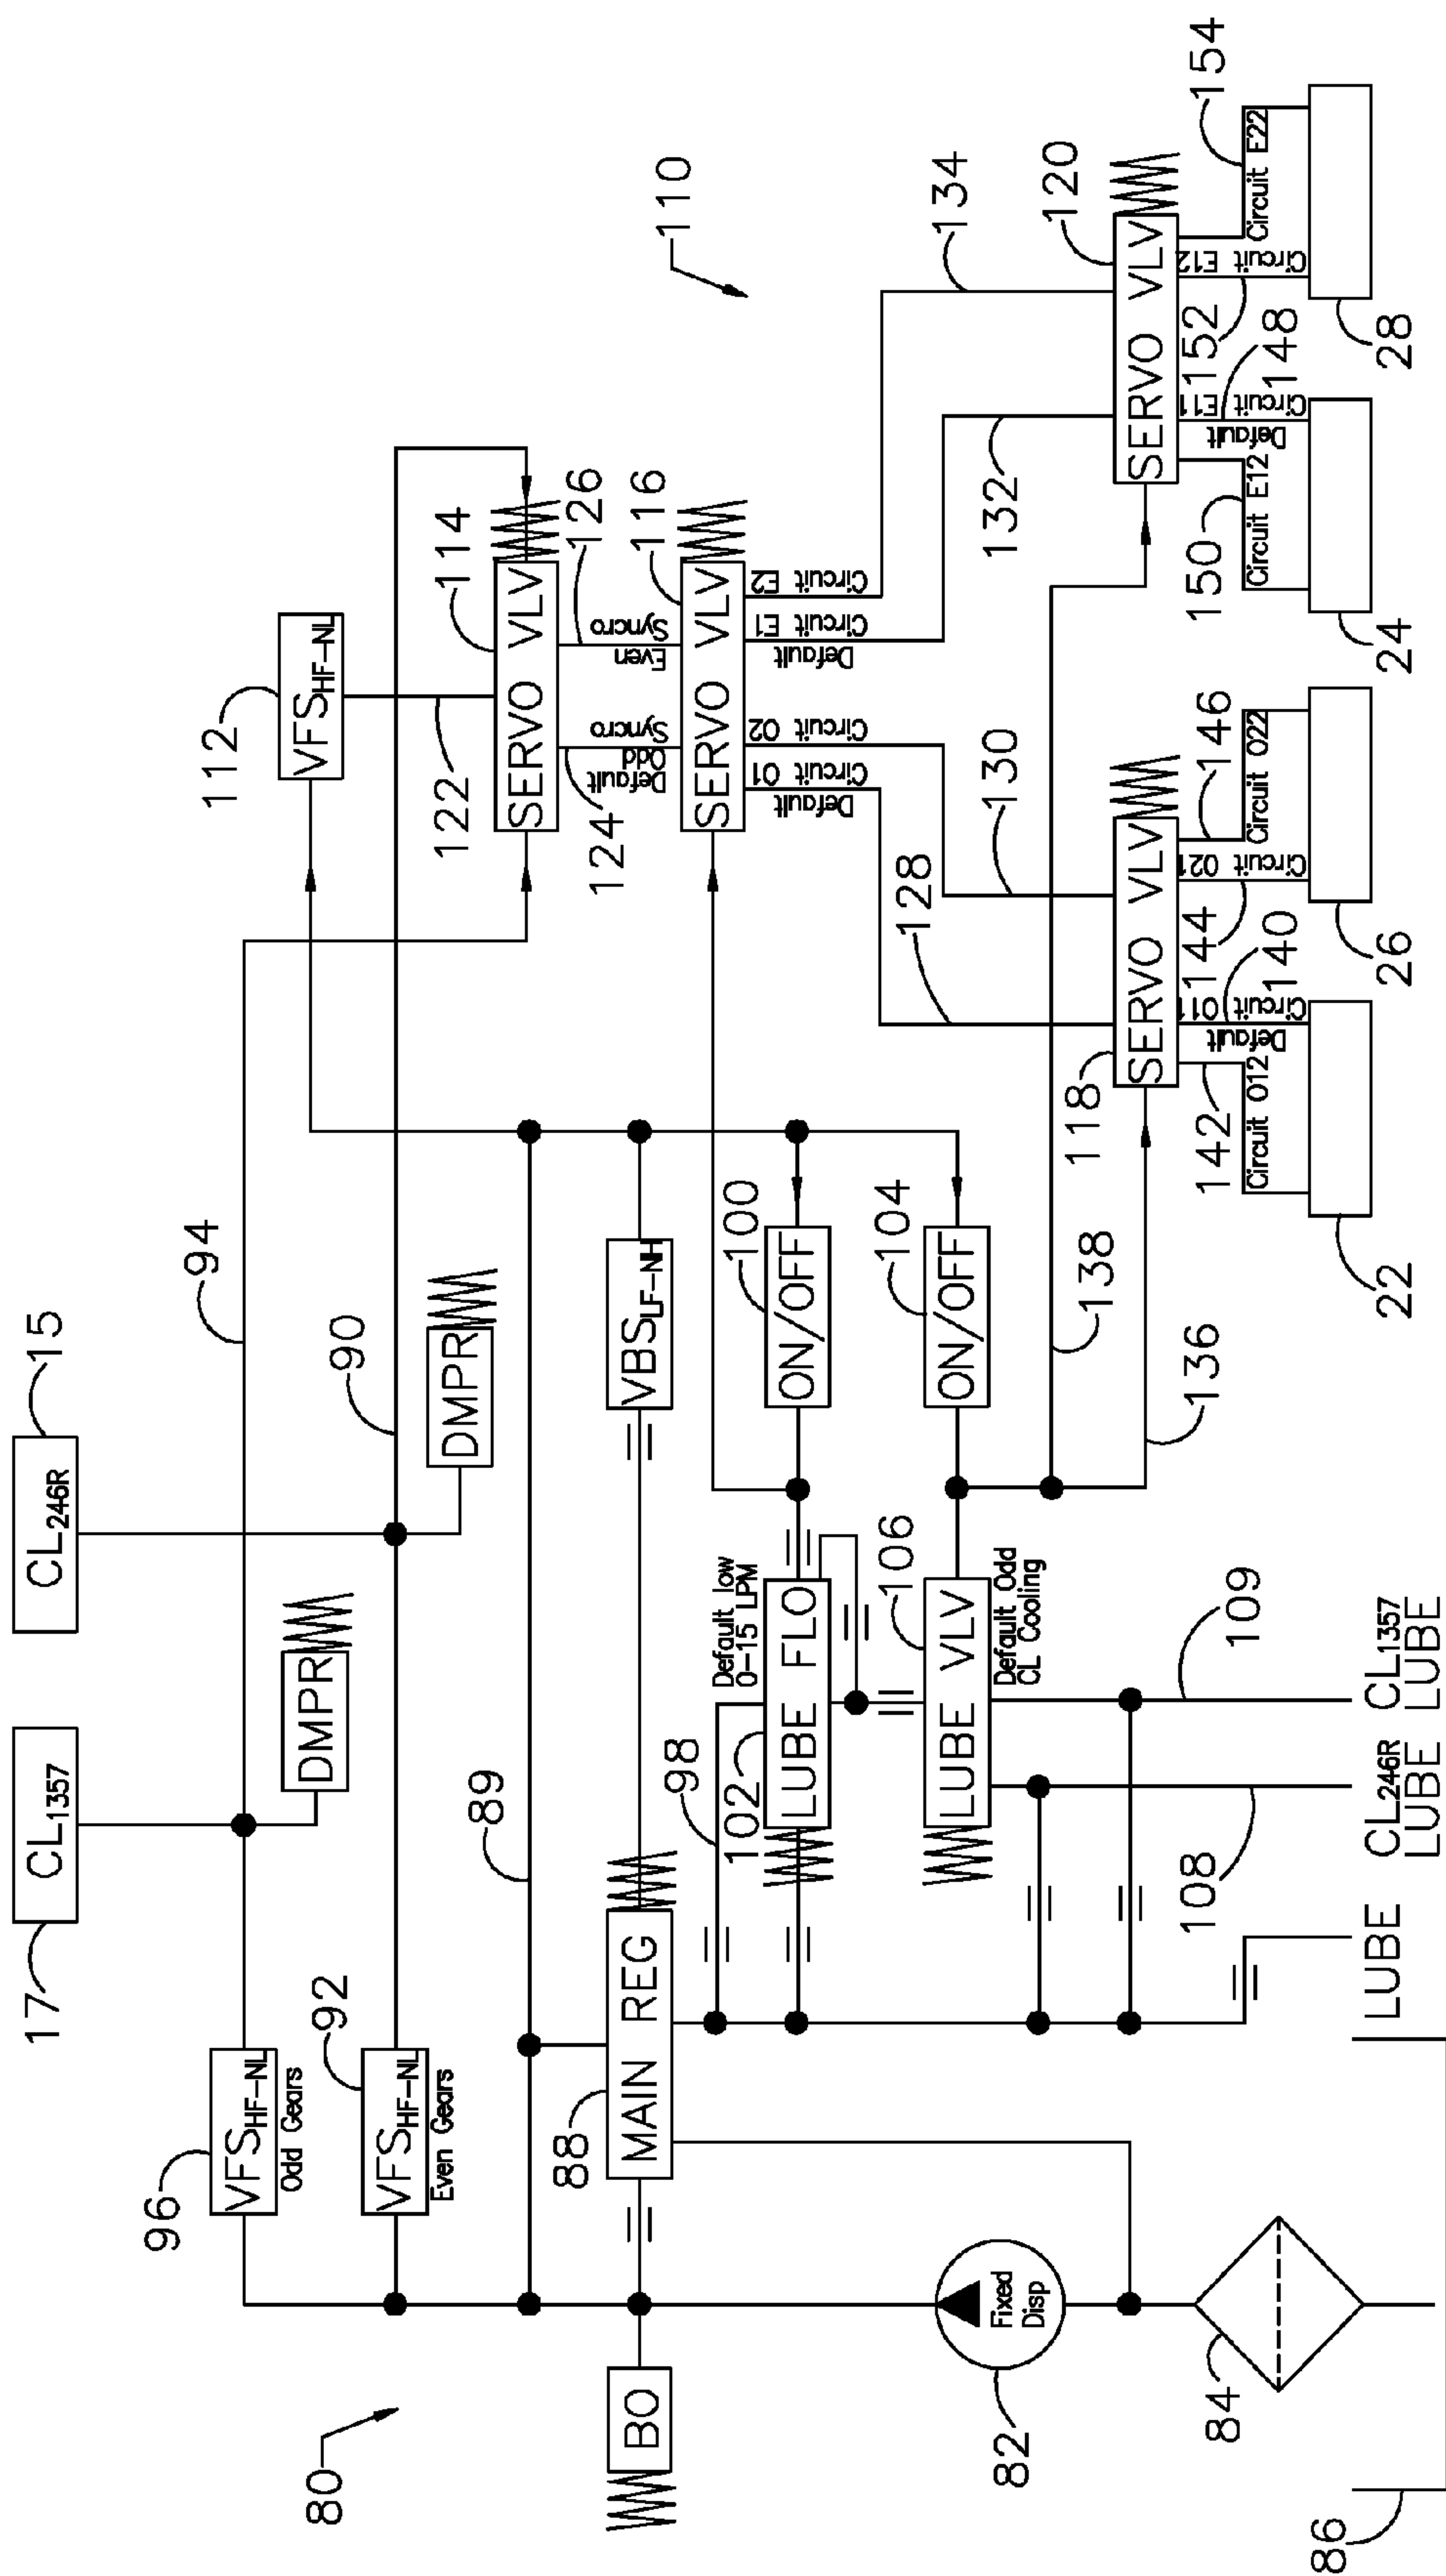 17
CL1357
CL246R
15
96
VFSHF-NL
Odd Gears
DMPR
94
92
VFSHF-NL
Even Gears
90
DMPR
112
VFSHF-NL
80
89
122
114
SERVO VLV
BO
88
MAIN REG
VBSLF-NH
124
Default
Odd
Syncro
Even
Syncro
126
110
98
102
Default low
0-15 LPM
LUBE FLO
100
ON/OFF
116
SERVO VLV
Default
Circuit O1
Circuit O2
Default
Circuit E1
Circuit E2
106
LUBE VLV
Default Odd
CL Cooling
104
ON/OFF
128
130
132
134
82
Fixed
Disp
138
118
SERVO VLV
120
SERVO VLV
136
142
Circuit O12
Default
Circuit O11
140
144
Circuit O21
146
Circuit O22
150
Circuit E12
Default
Circuit E11
148
152
Circuit E12
154
Circuit E22
84
108
109
86
LUBE
CL246R
LUBE
CL1357
LUBE
22
26
24
28